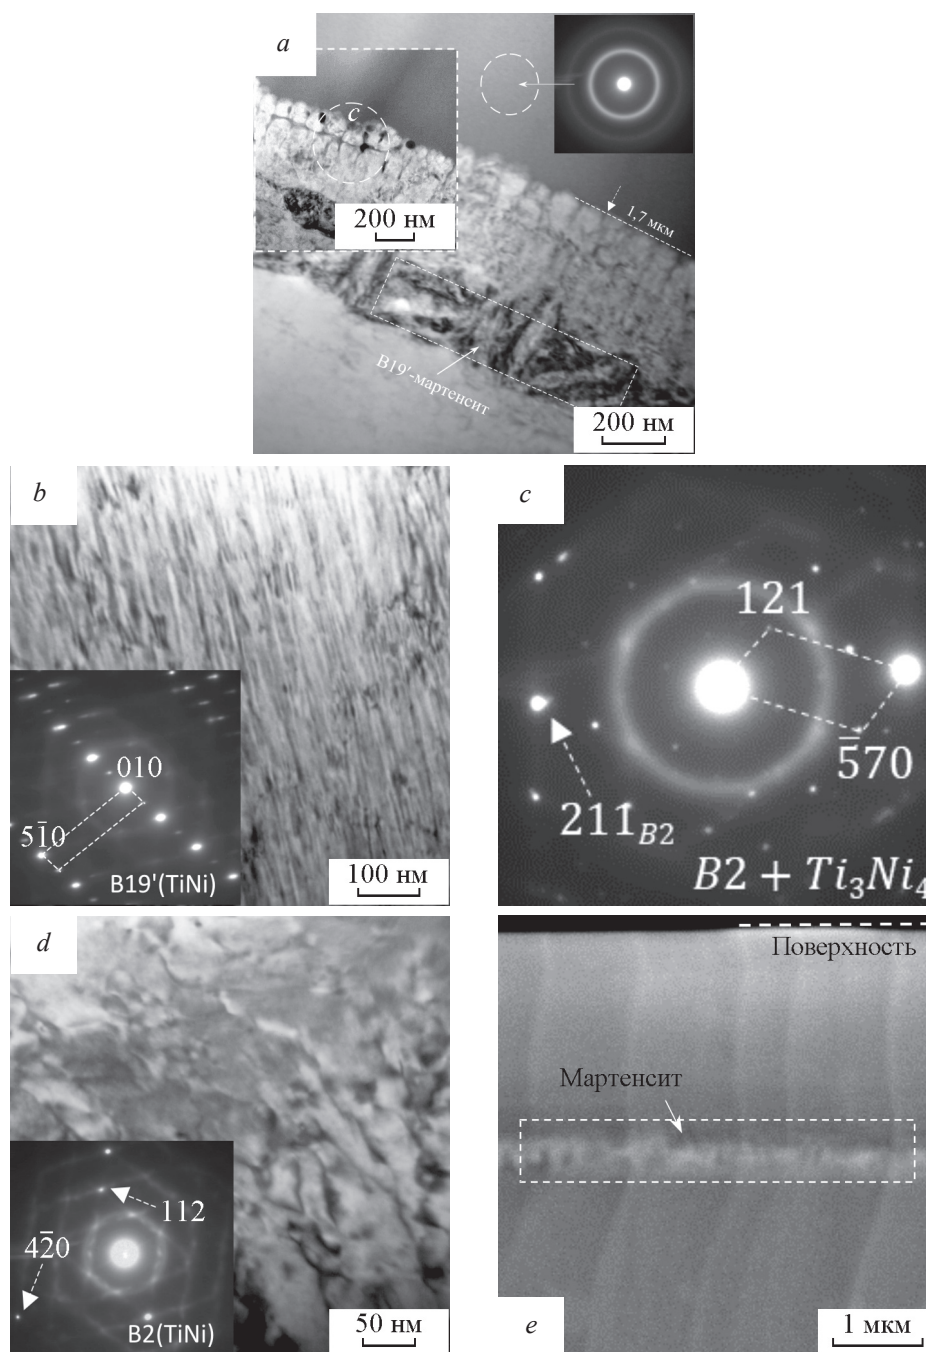 a
c
200 нм
1,7 мкм
B19′-мартенсит
200 нм
b
010
51̄0
B19'(TiNi)
100 нм
c
121
5̄70
211B2
B2 + Ti3Ni4
d
112
42̄0
B2(TiNi)
50 нм
Поверхность
Мартенсит
e
1 мкм